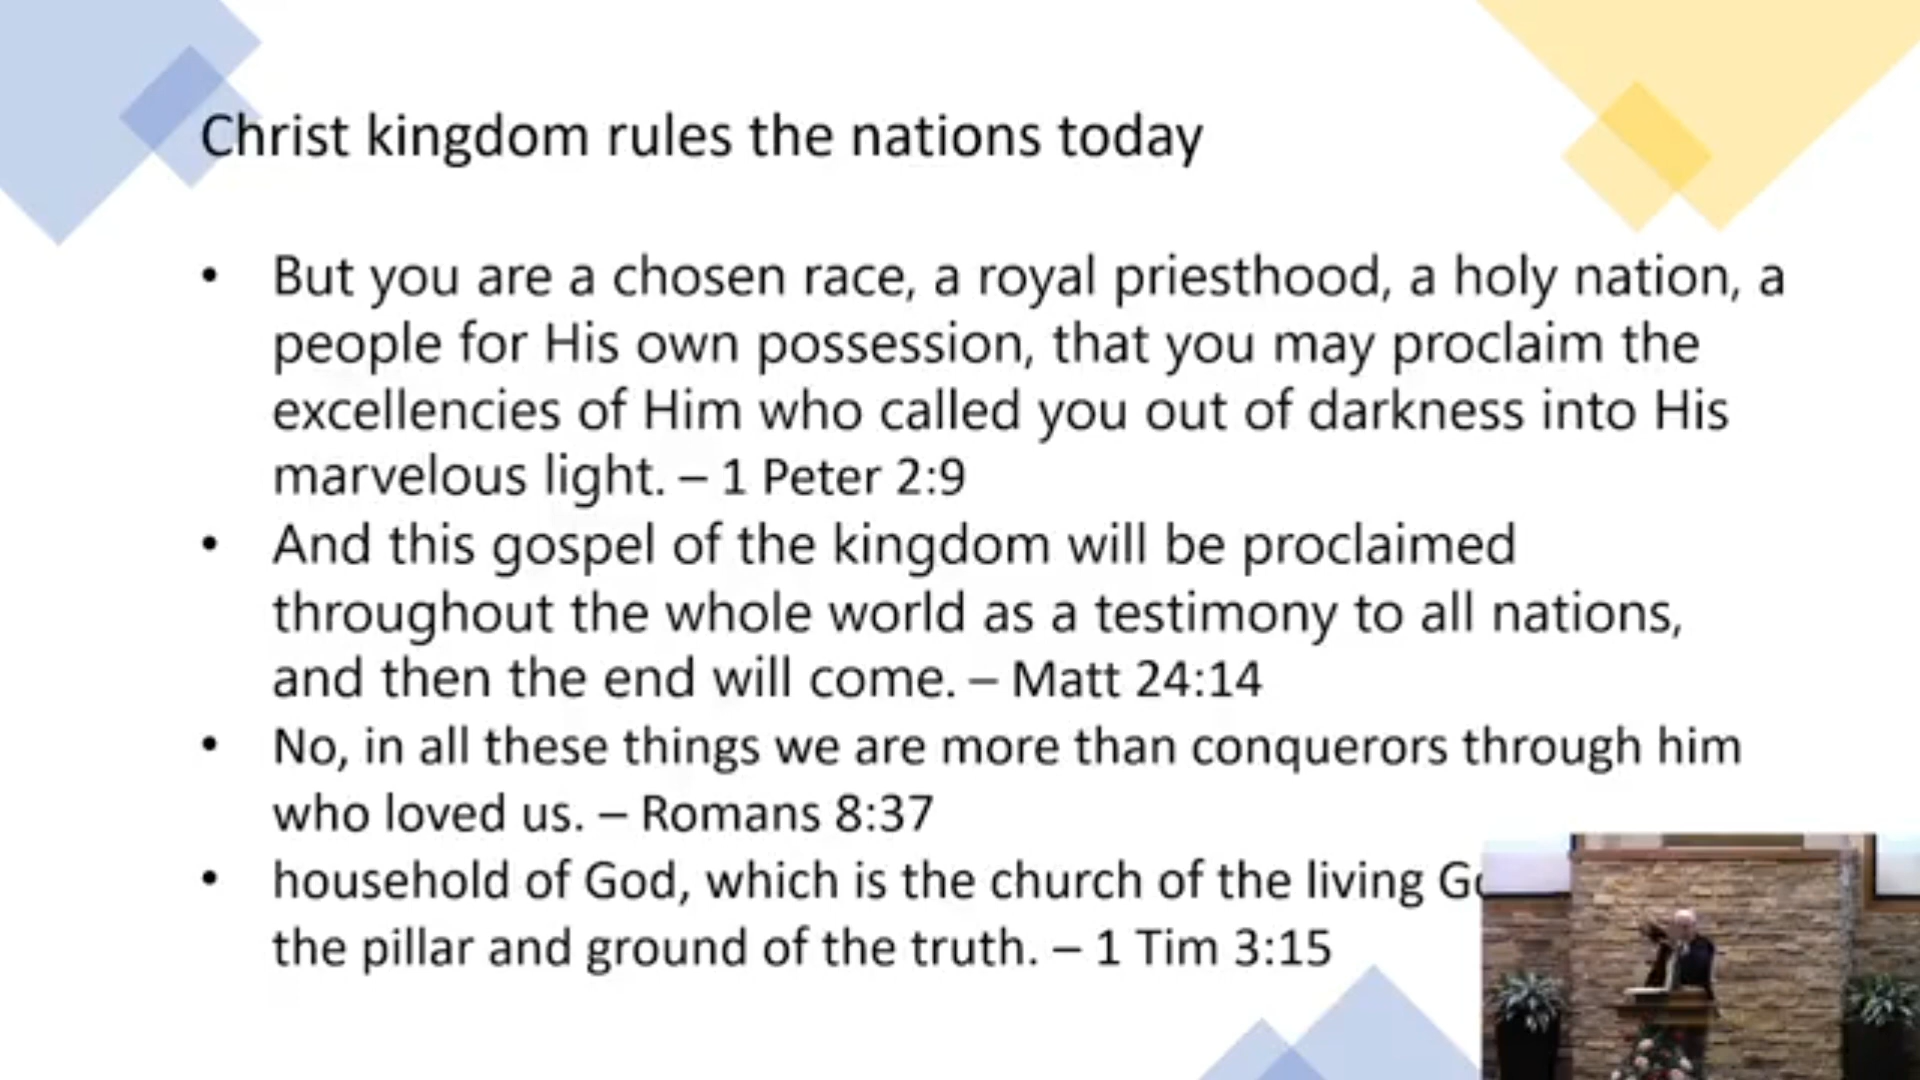 Christ kingdom rules the nations today
• But you are a chosen race, a royal priesthood, a holy nation, a
people for His own possession, that you may proclaim the
excellencies of Him who called you out of darkness into His
marvelous light. – 1 Peter 2:9
• And this gospel of the kingdom will be proclaimed
throughout the whole world as a testimony to all nations,
and then the end will come. – Matt 24:14
• No, in all these things we are more than conquerors through him
who loved us. – Romans 8:37
• household of God, which is the church of the living
the pillar and ground of the truth. – 1 Tim 3:15